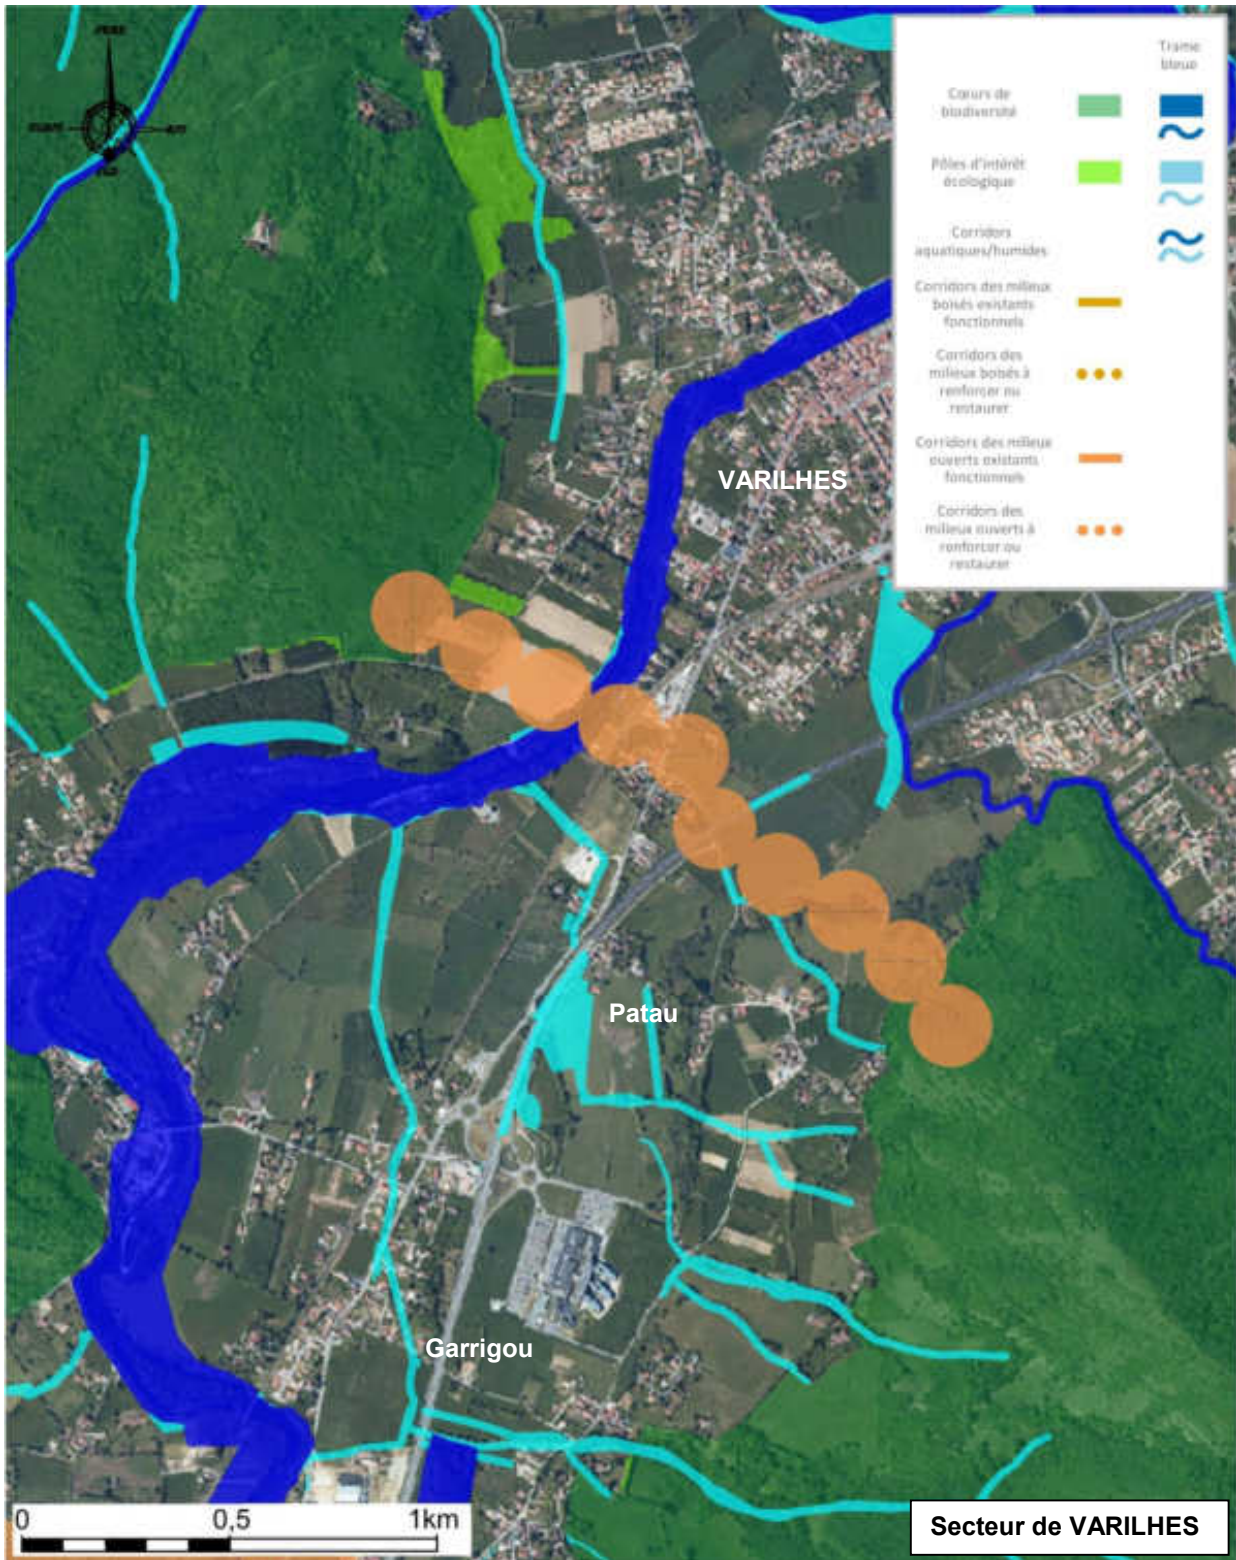 Trame
bleue
Cœurs de
biodiversité
Pôles d'intérêt
écologique
Corridors
aquatiques/humides
Corridors des milieux
boisés existants
fonctionnels
Corridors des
milieux boisés à
renforcer ou
restaurer
Corridors des milieux
ouverts existants
fonctionnels
Corridors des
milieux ouverts à
renforcer ou
restaurer
VARILHES
Patau
Garrigou
0 0,5 1km
Secteur de VARILHES